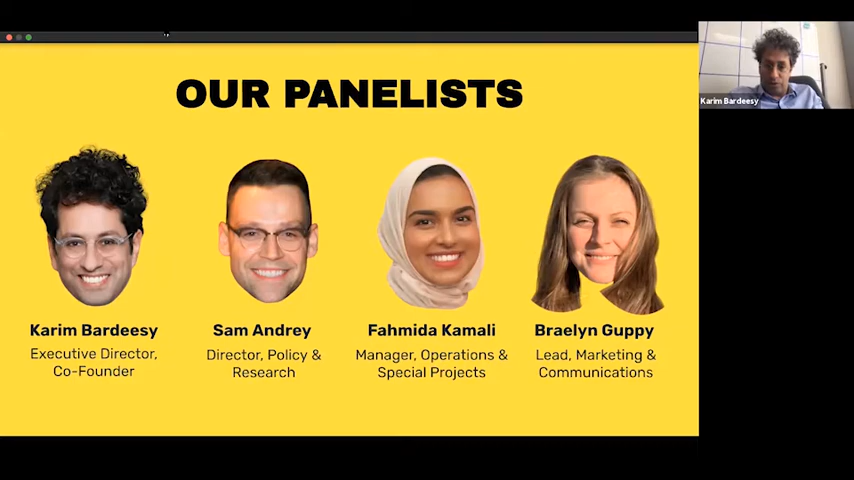 OUR PANELISTS
Karim Bardeesy
Executive Director,
Co-Founder
Sam Andrey
Director, Policy &
Research
Fahmida Kamali
Manager, Operations &
Special Projects
Braelyn Guppy
Lead, Marketing &
Communications
Karim Bardeesy